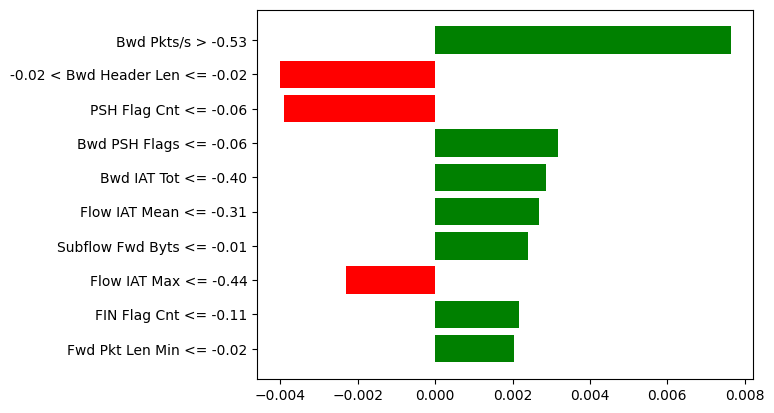 Bwd Pkts/s > -0.53
-0.02 < Bwd Header Len <= -0.02
PSH Flag Cnt <= -0.06
Bwd PSH Flags <= -0.06
Bwd IAT Tot <= -0.40
Flow IAT Mean <= -0.31
Subflow Fwd Byts <= -0.01
Flow IAT Max <= -0.44
FIN Flag Cnt <= -0.11
Fwd Pkt Len Min <= -0.02
−0.004 −0.002 0.000 0.002 0.004 0.006 0.008